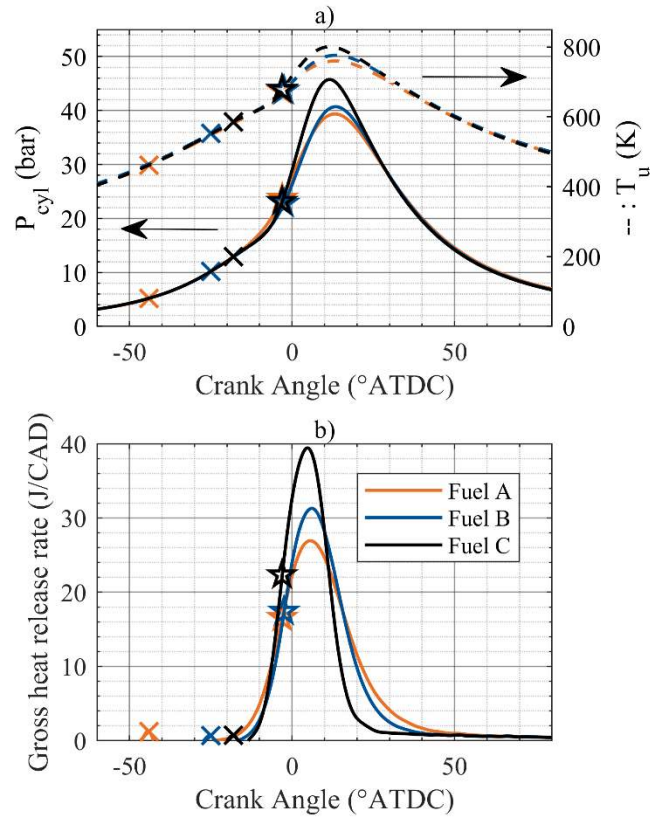 a)
50
40
30
20
10
0
P_cyl (bar)
800
600
400
200
0
-- : T_u (K)
-50 0 50
Crank Angle (°ATDC)
b)
40
30
20
10
0
Gross heat release rate (J/CAD)
Fuel A
Fuel B
Fuel C
-50 0 50
Crank Angle (°ATDC)